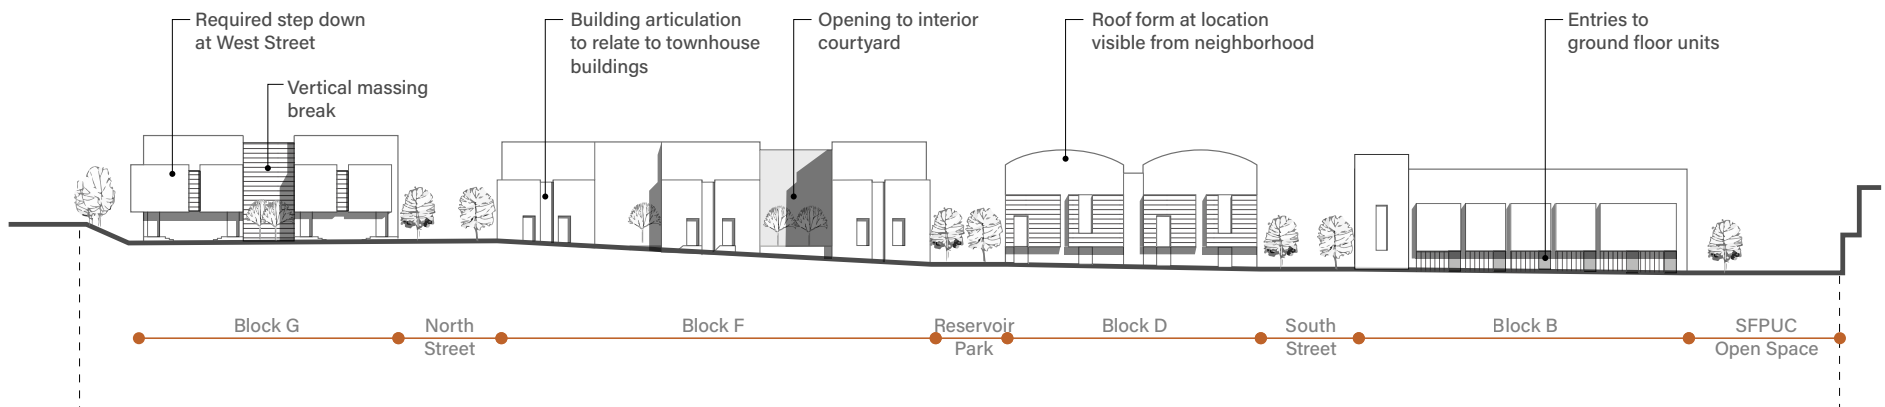 Required step down
at West Street
Vertical massing
break
Building articulation
to relate to townhouse
buildings
Opening to interior
courtyard
Roof form at location
visible from neighborhood
Entries to
ground floor units
Block G
North
Street
Block F
Reservoir
Park
Block D
South
Street
Block B
SFPUC
Open Space